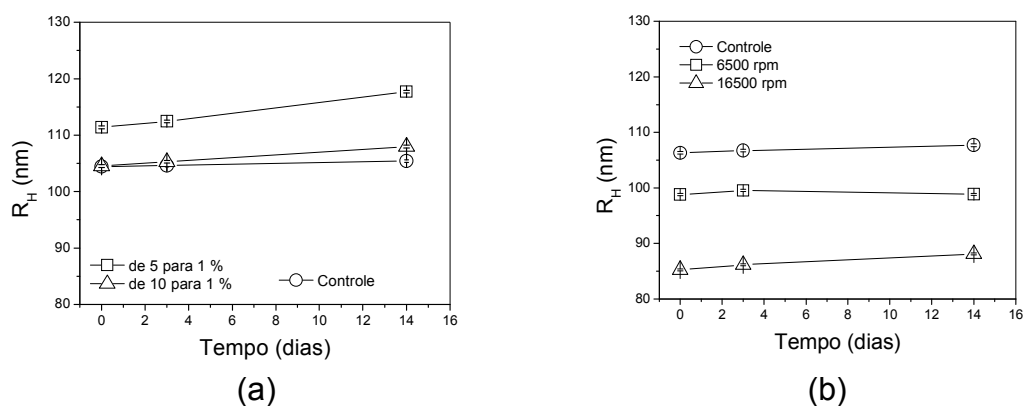 130
120
110
100
90
80
R_H (nm)
de 5 para 1 %
de 10 para 1 %
Controle
0 2 4 6 8 10 12 14 16
Tempo (dias)
(a)
130
120
110
100
90
80
R_H (nm)
Controle
6500 rpm
16500 rpm
0 2 4 6 8 10 12 14 16
Tempo (dias)
(b)